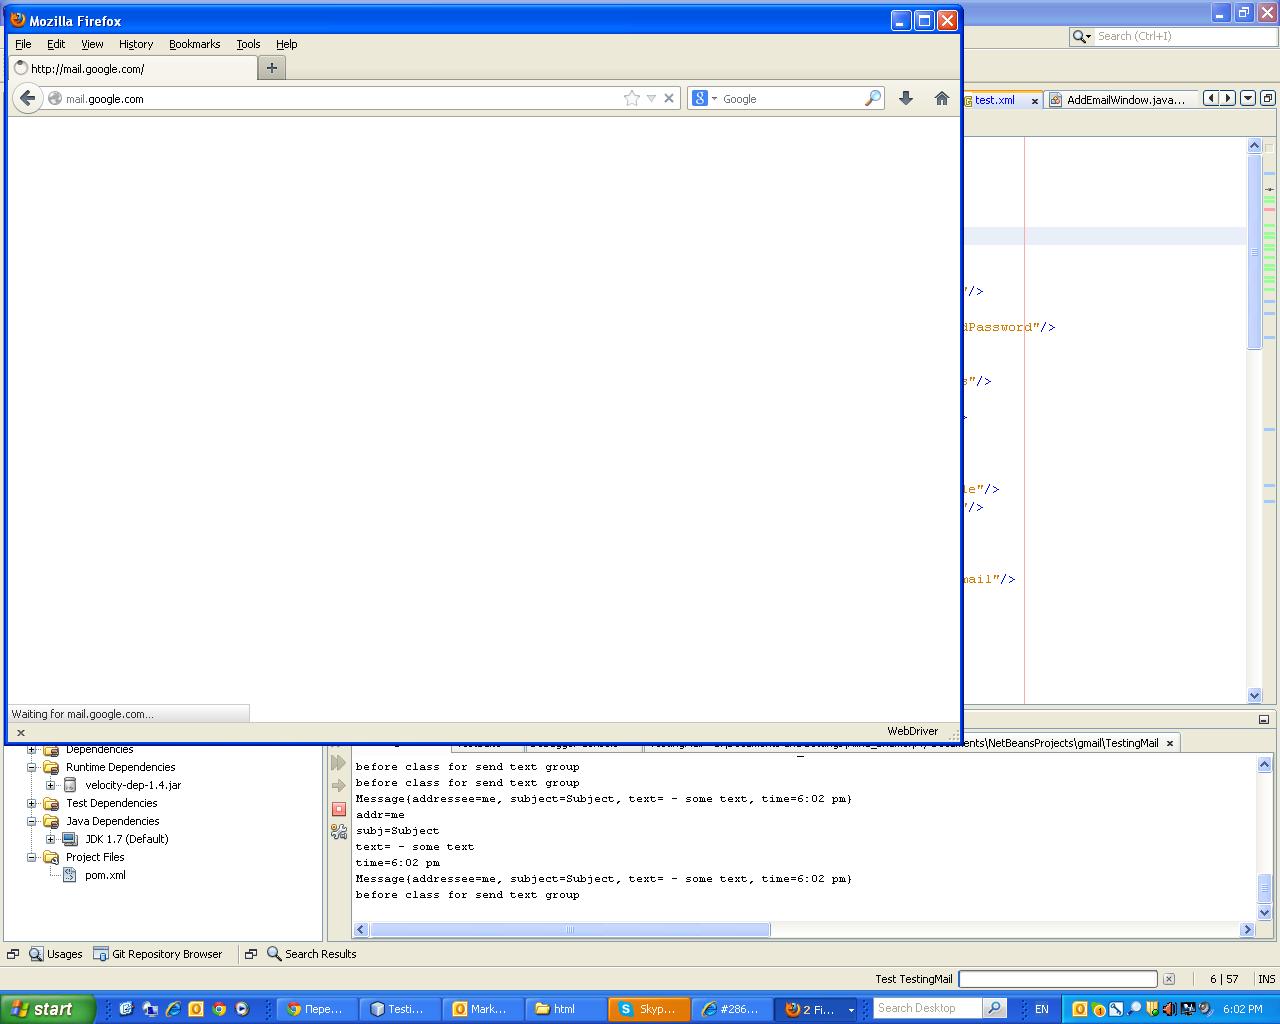 Mozilla Firefox
File Edit View History Bookmarks Tools Help
Search (Ctrl+I)
http://mail.google.com/
mail.google.com
Google
test.xml
AddEmailWindow.java...
"/>
dPassword"/>
s"/>
>
le"/>
"/>
mail"/>
Waiting for mail.google.com...
WebDriver
\NetBeansProjects\gmail\TestingMail
Dependencies
Runtime Dependencies
velocity-dep-1.4.jar
Test Dependencies
Java Dependencies
JDK 1.7 (Default)
Project Files
pom.xml
before class for send text group
before class for send text group
Message{addressee=me, subject=Subject, text= - some text, time=6:02 pm}
addr=me
subj=Subject
text= - some text
time=6:02 pm
Message{addressee=me, subject=Subject, text= - some text, time=6:02 pm}
before class for send text group
Usages Git Repository Browser Search Results
Test TestingMail 6 | 57 INS
start Пере... Testi... Mark... html Skyp... #286... 2 Fi... Search Desktop EN 6:02 PM